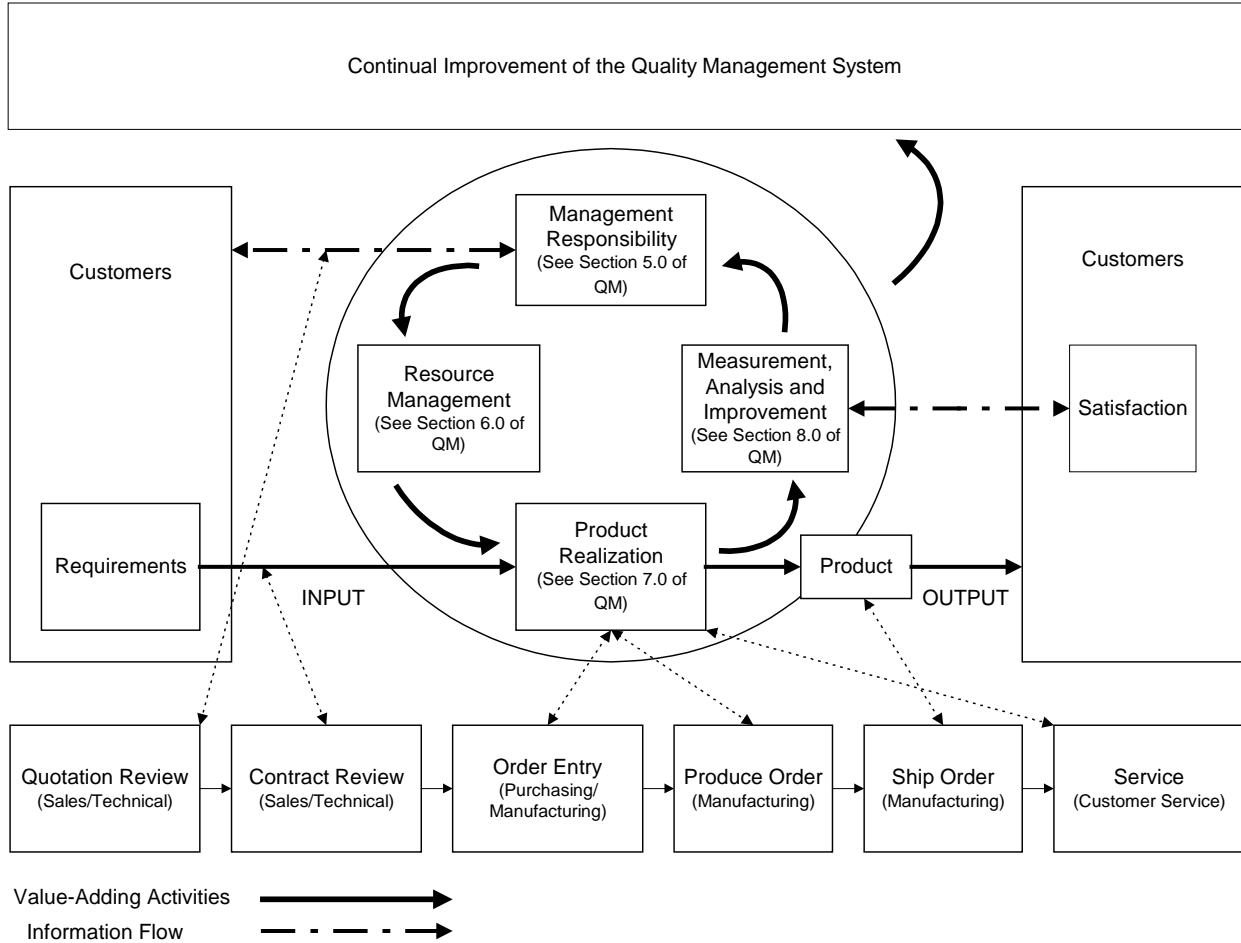 Continual Improvement of the Quality Management System
Customers
Management
Responsibility
(See Section 5.0 of
QM)
Customers
Resource
Management
(See Section 6.0 of
QM)
Measurement,
Analysis and
Improvement
(See Section 8.0 of
QM)
Satisfaction
Requirements
INPUT
Product
Realization
(See Section 7.0 of
QM)
Product
OUTPUT
Quotation Review
(Sales/Technical)
Contract Review
(Sales/Technical)
Order Entry
(Purchasing/
Manufacturing)
Produce Order
(Manufacturing)
Ship Order
(Manufacturing)
Service
(Customer Service)
Value-Adding Activities
Information Flow